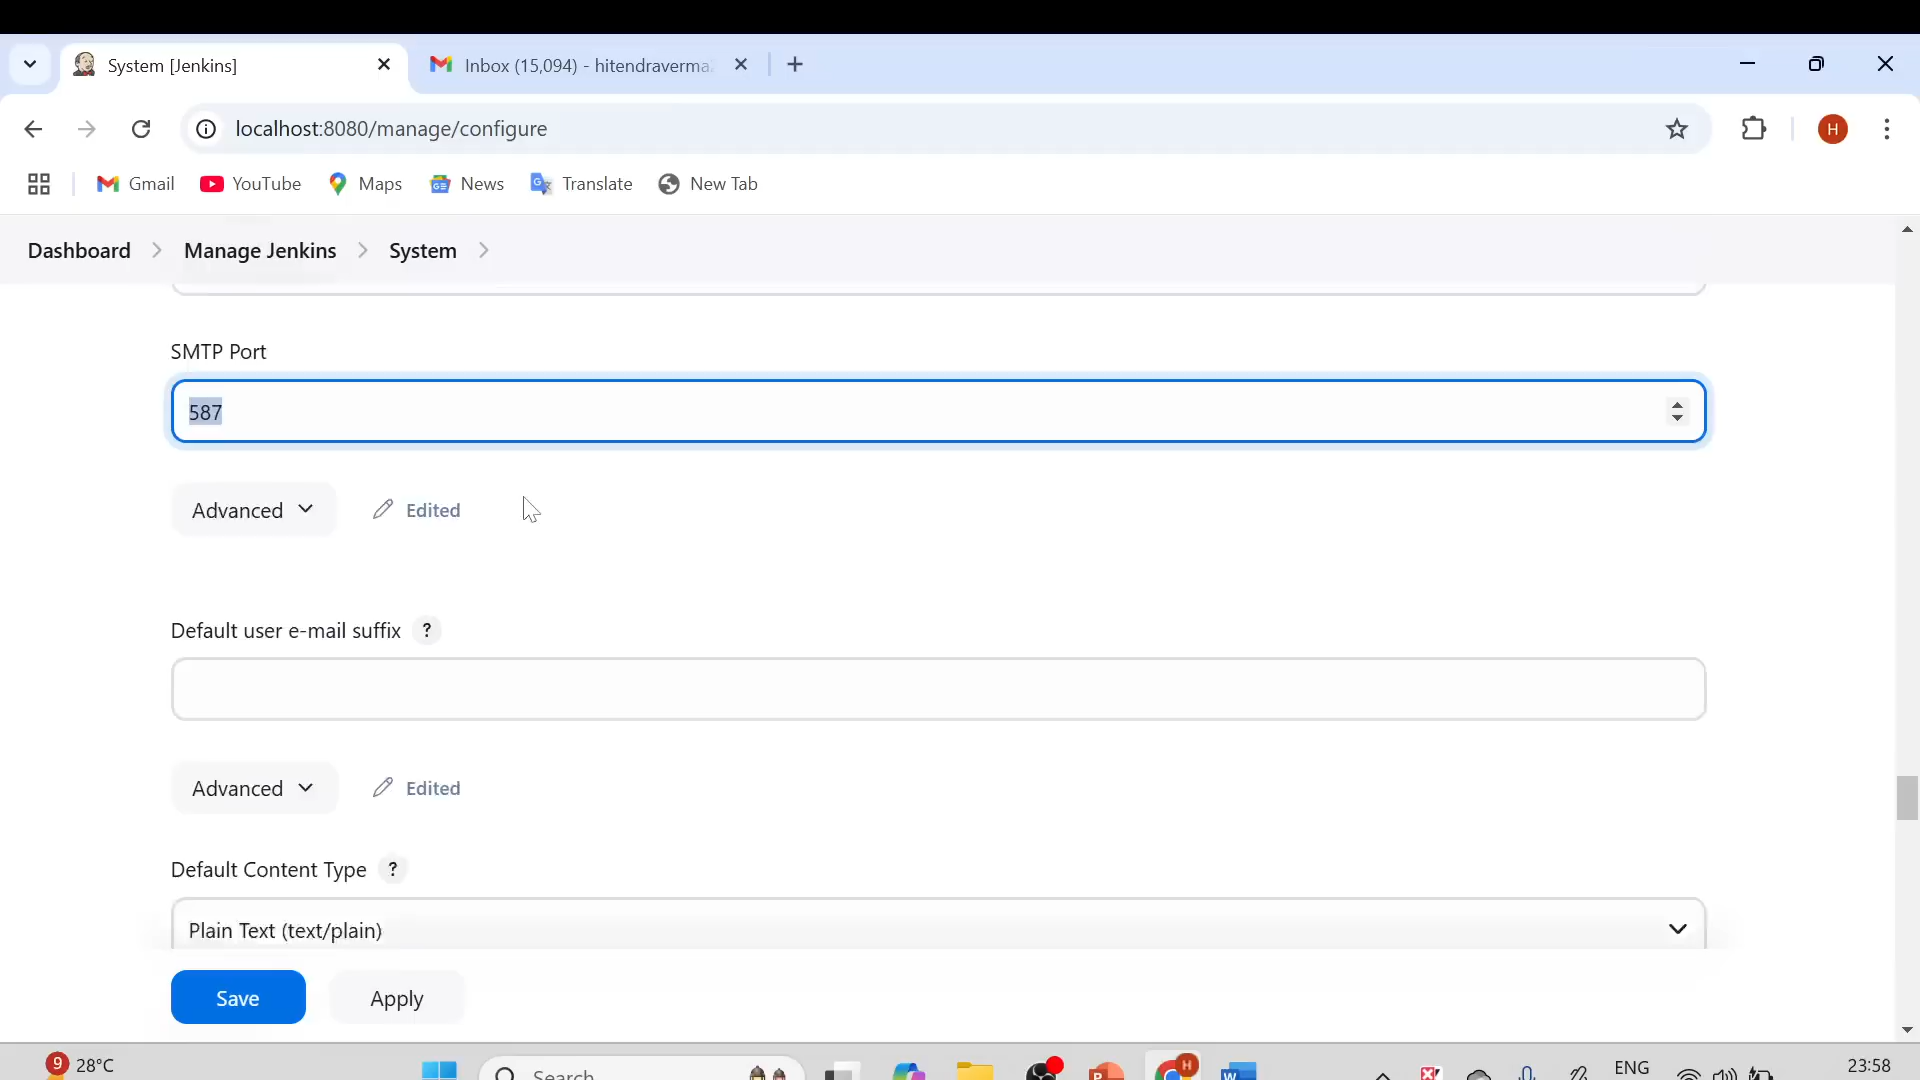 System [Jenkins]
Inbox (15,094) - hitendraverma
localhost:8080/manage/configure
H
Gmail
YouTube
Maps
News
Translate
New Tab
Dashboard
Manage Jenkins
System
SMTP Port
587
Advanced
Edited
Default user e-mail suffix ?
Advanced
Edited
Default Content Type ?
Plain Text (text/plain)
Save
Apply
9
28°C
Search
H
ENG
23:58